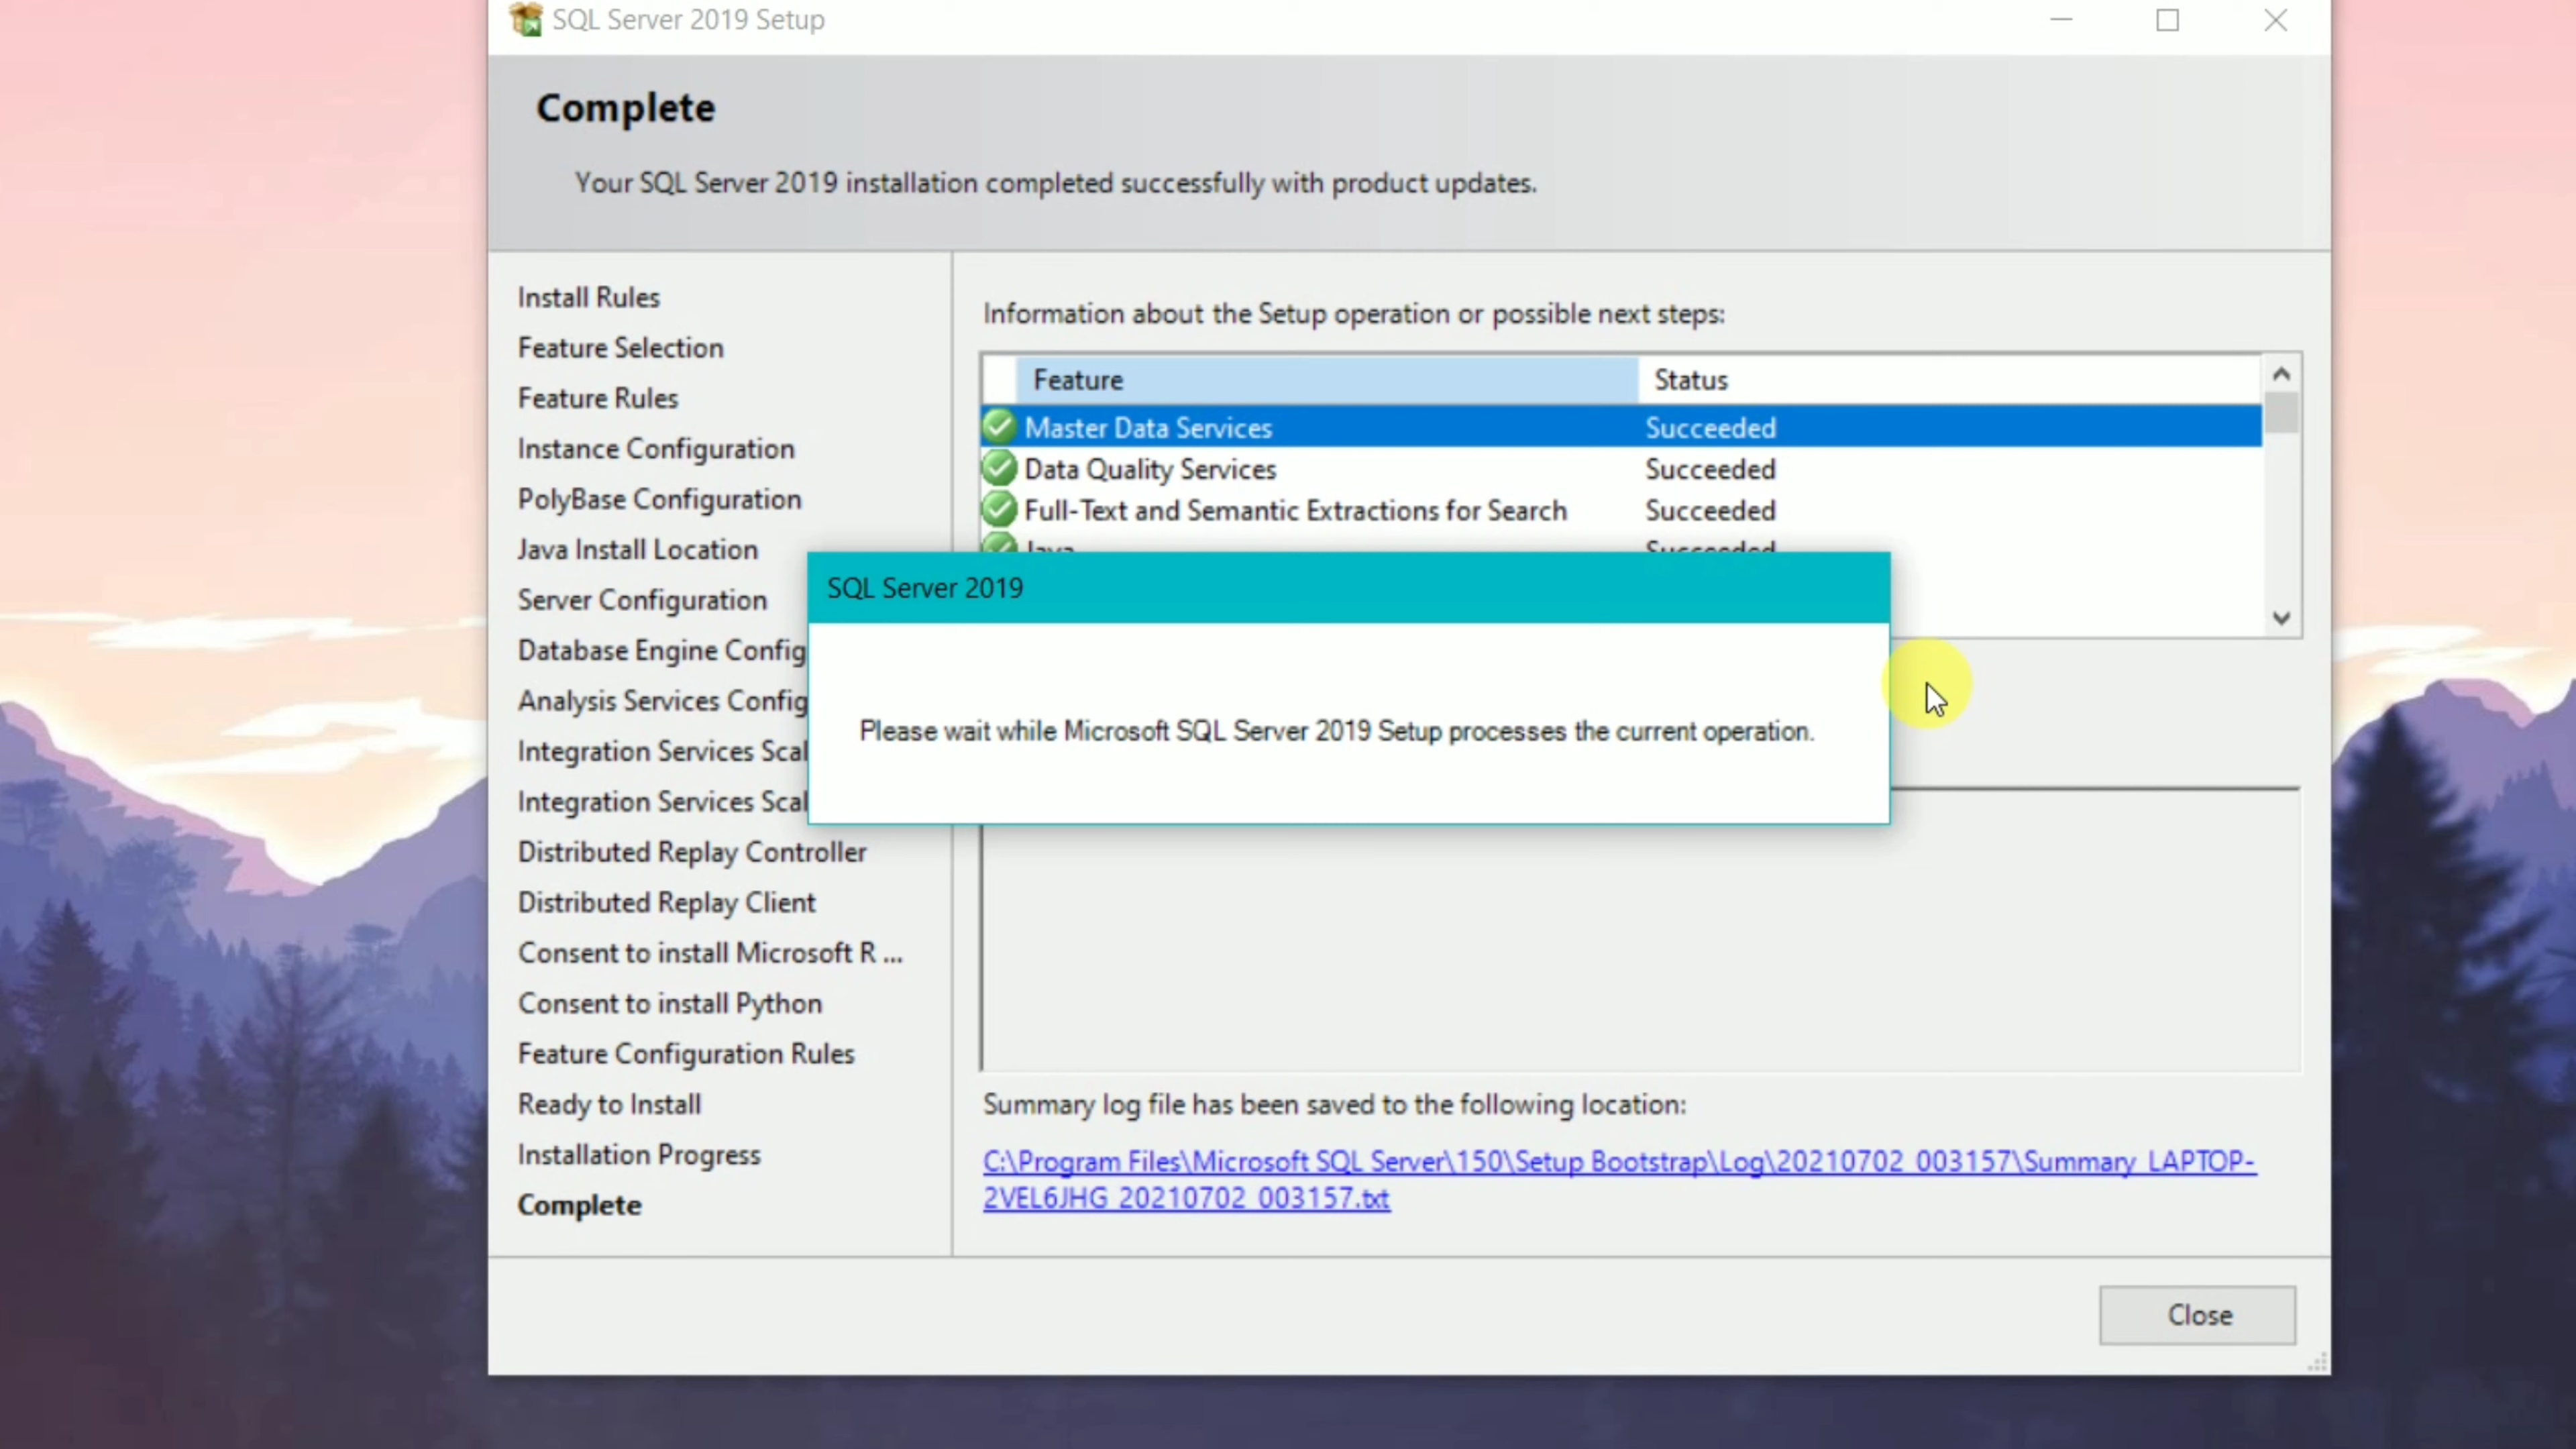 SQL Server 2019 Setup
Complete
Your SQL Server 2019 installation completed successfully with product updates.
Install Rules
Feature Selection
Feature Rules
Instance Configuration
PolyBase Configuration
Java Install Location
Server Configuration
Database Engine Config
Analysis Services Config
Integration Services Scal
Integration Services Scal
Distributed Replay Controller
Distributed Replay Client
Consent to install Microsoft R ...
Consent to install Python
Feature Configuration Rules
Ready to Install
Installation Progress
Complete
Information about the Setup operation or possible next steps:
Feature Status
Master Data Services Succeeded
Data Quality Services Succeeded
Full-Text and Semantic Extractions for Search Succeeded
Java Succeeded
SQL Server 2019
Please wait while Microsoft SQL Server 2019 Setup processes the current operation.
Summary log file has been saved to the following location:
C:\Program Files\Microsoft SQL Server\150\Setup Bootstrap\Log\20210702_003157\Summary_LAPTOP-
2VEL6JHG_20210702_003157.txt
Close